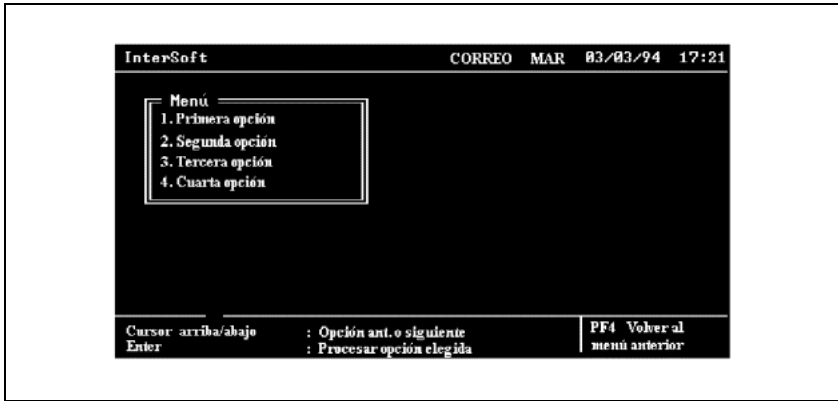 InterSoft CORREO MAR 03/03/94 17:21
Menú
1. Primera opción
2. Segunda opción
3. Tercera opción
4. Cuarta opción
Cursor arriba/abajo : Opción ant. o siguiente
Enter : Procesar opción elegida
PF4 Volver al
menú anterior